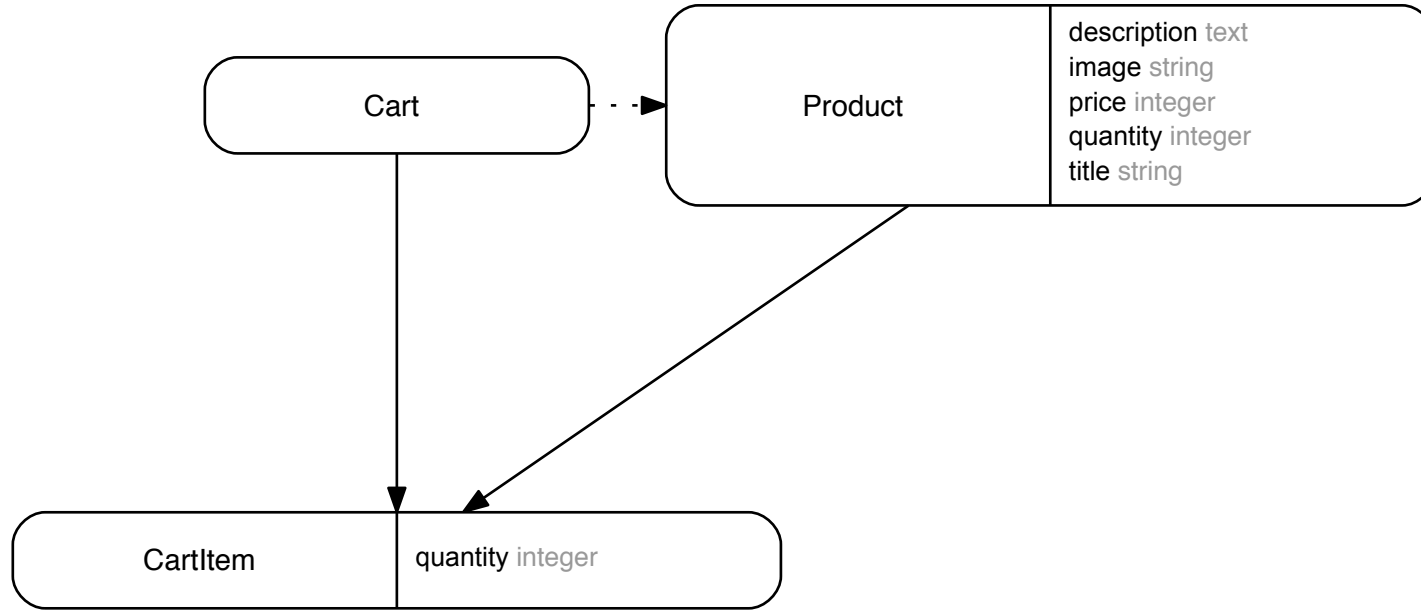 Cart
Product
description text
image string
price integer
quantity integer
title string
CartItem
quantity integer